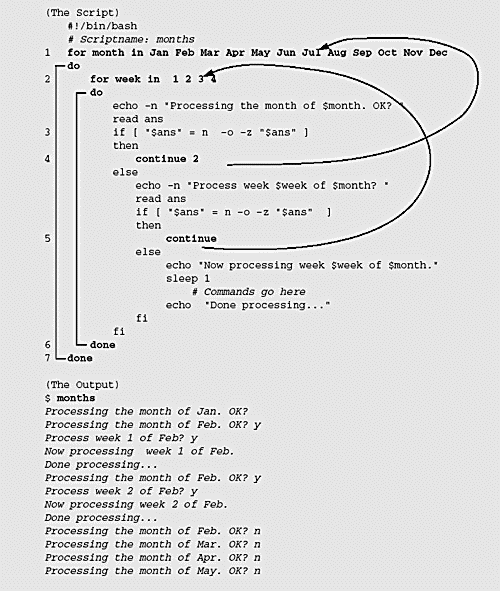 (The Script)
#!/bin/bash
# Scriptname: months
1 for month in Jan Feb Mar Apr May Jun Jul Aug Sep Oct Nov Dec
do
2 for week in 1 2 3 4
do
echo -n "Processing the month of $month. OK? "
read ans
3 if [ "$ans" = n -o -z "$ans" ]
then
4 continue 2
else
echo -n "Process week $week of $month? "
read ans
if [ "$ans" = n -o -z "$ans" ]
then
5 continue
else
echo "Now processing week $week of $month."
sleep 1
# Commands go here
echo "Done processing..."
fi
fi
6 done
7 done
(The Output)
$ months
Processing the month of Jan. OK?
Processing the month of Feb. OK? y
Process week 1 of Feb? y
Now processing week 1 of Feb.
Done processing...
Processing the month of Feb. OK? y
Process week 2 of Feb? y
Now processing week 2 of Feb.
Done processing...
Processing the month of Feb. OK? n
Processing the month of Mar. OK? n
Processing the month of Apr. OK? n
Processing the month of May. OK? n